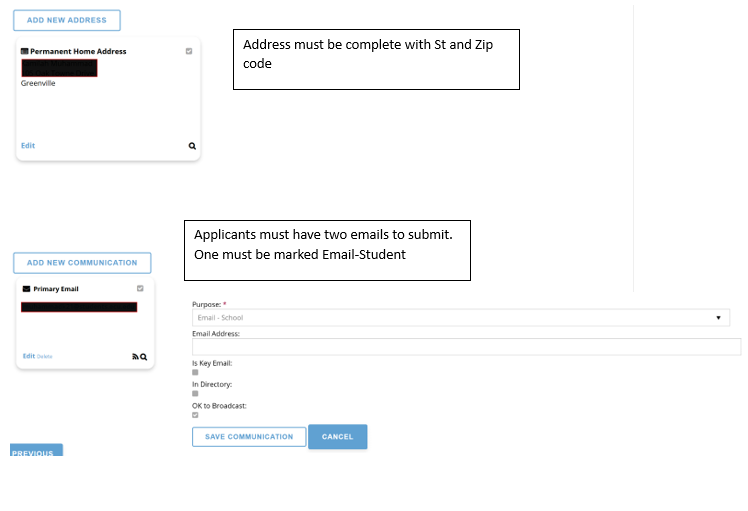 ADD NEW ADDRESS
Permanent Home Address
Greenville
Edit
Address must be complete with St and Zip
code
Applicants must have two emails to submit.
One must be marked Email-Student
ADD NEW COMMUNICATION
Primary Email
Edit Delete
Purpose: *
Email - School
Email Address:
Is Key Email:
In Directory:
OK to Broadcast:
SAVE COMMUNICATION
CANCEL
PREVIOUS